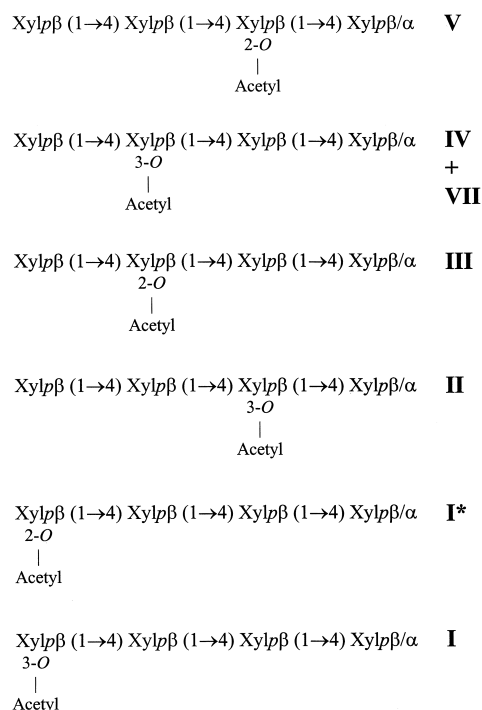 Xylpβ (1→4) Xylpβ (1→4) Xylpβ (1→4) Xylpβ/α V
2-O
|
Acetyl
Xylpβ (1→4) Xylpβ (1→4) Xylpβ (1→4) Xylpβ/α IV
3-O +
| VII
Acetyl
Xylpβ (1→4) Xylpβ (1→4) Xylpβ (1→4) Xylpβ/α III
2-O
|
Acetyl
Xylpβ (1→4) Xylpβ (1→4) Xylpβ (1→4) Xylpβ/α II
3-O
|
Acetyl
Xylpβ (1→4) Xylpβ (1→4) Xylpβ (1→4) Xylpβ/α I*
2-O
|
Acetyl
Xylpβ (1→4) Xylpβ (1→4) Xylpβ (1→4) Xylpβ/α I
3-O
|
Acetyl